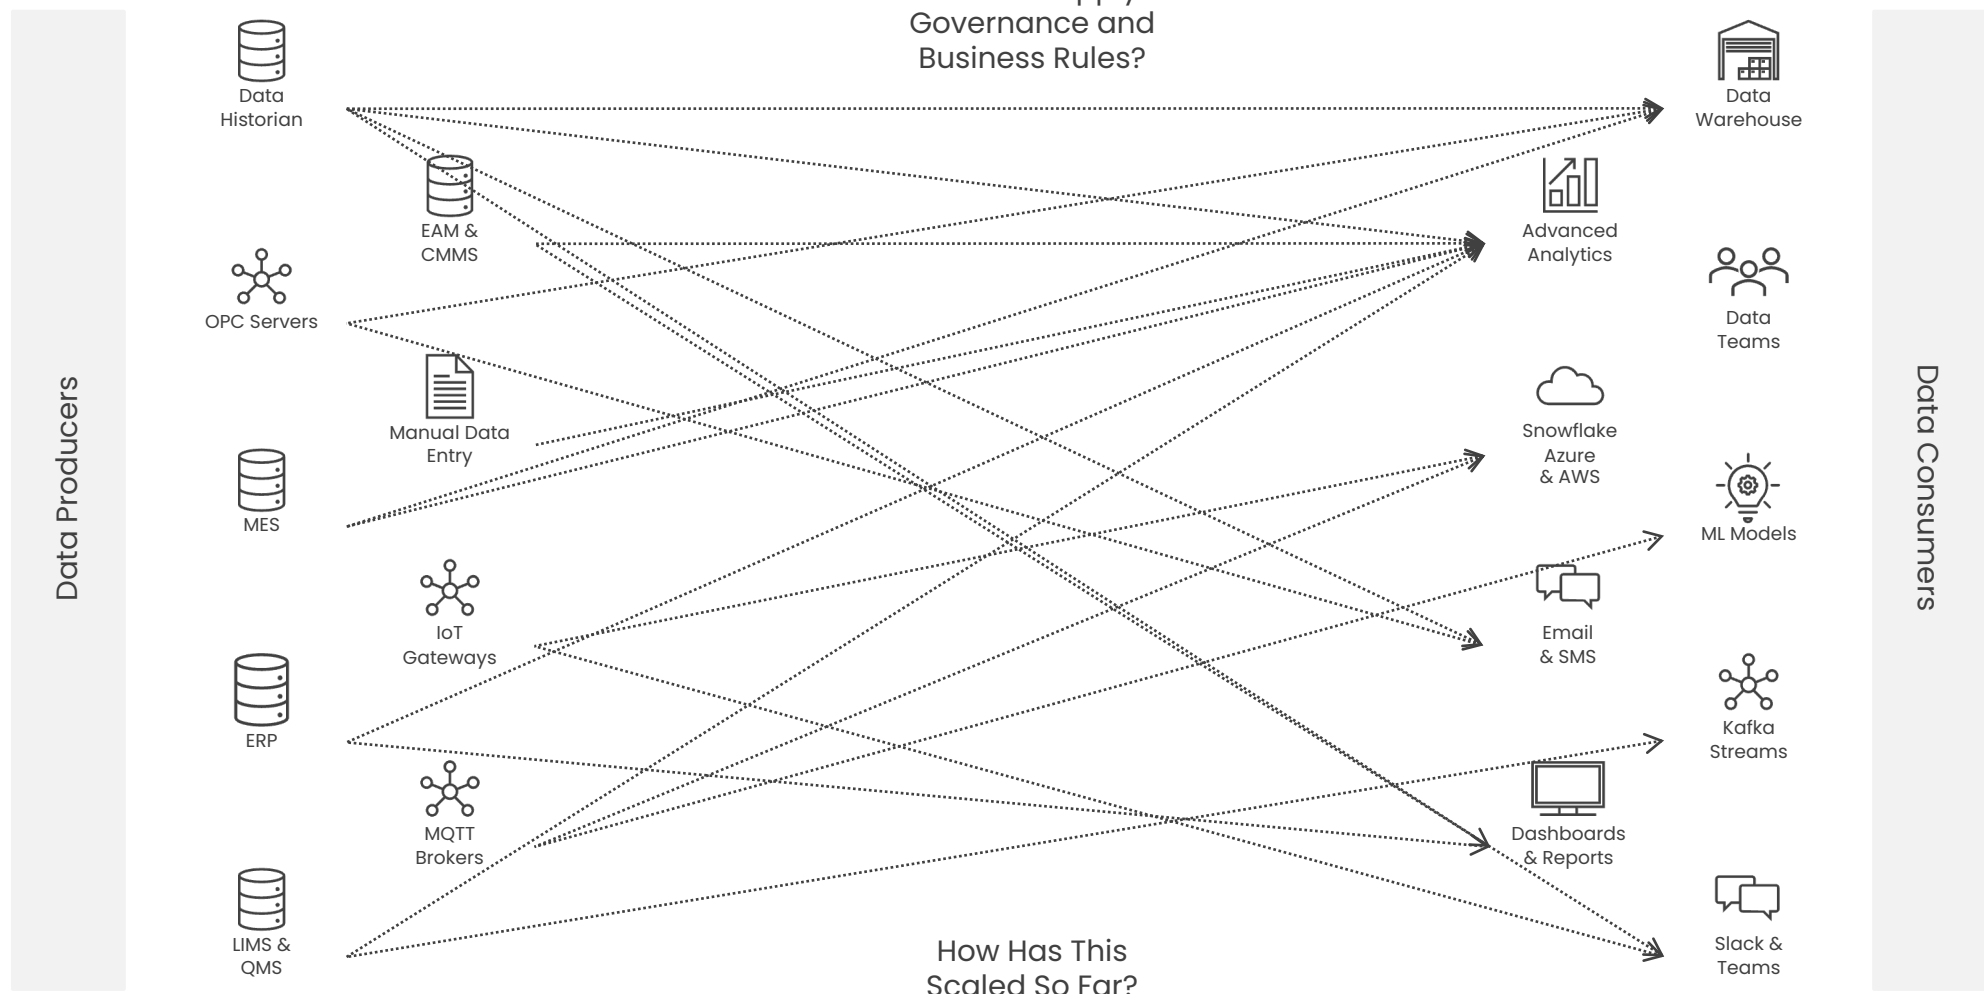 Governance and
Business Rules?
Data Producers
Data
Historian
EAM &
CMMS
OPC Servers
Manual Data
Entry
MES
IoT
Gateways
ERP
MQTT
Brokers
LIMS &
QMS
How Has This
Scaled So Far?
Data
Warehouse
Advanced
Analytics
Data
Teams
Snowflake
Azure
& AWS
ML Models
Email
& SMS
Kafka
Streams
Dashboards
& Reports
Slack &
Teams
Data Consumers